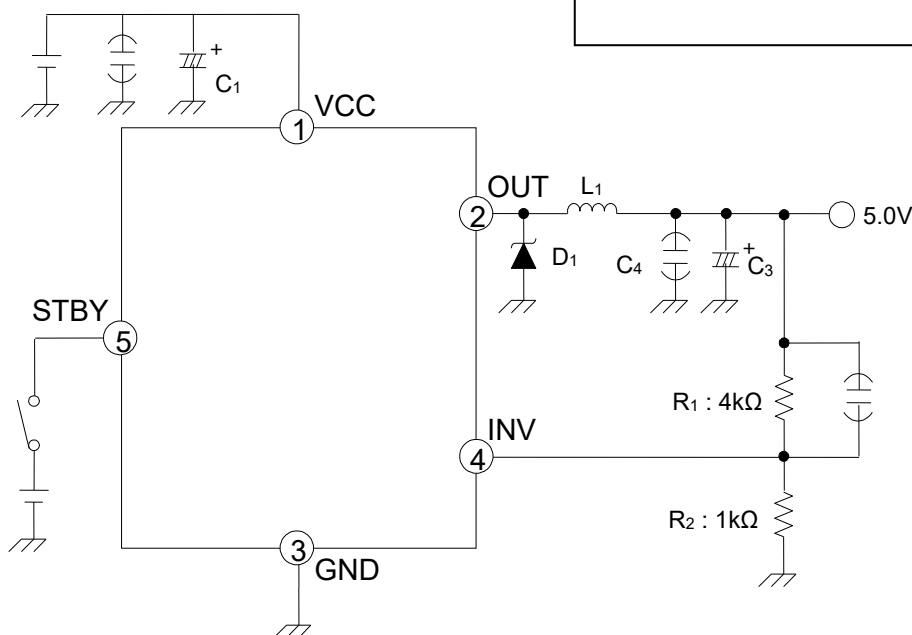 +
C1
VCC
1
OUT
L1
2
5.0V
D1
C4
+
C3
STBY
5
R1 : 4kΩ
INV
4
R2 : 1kΩ
3
GND